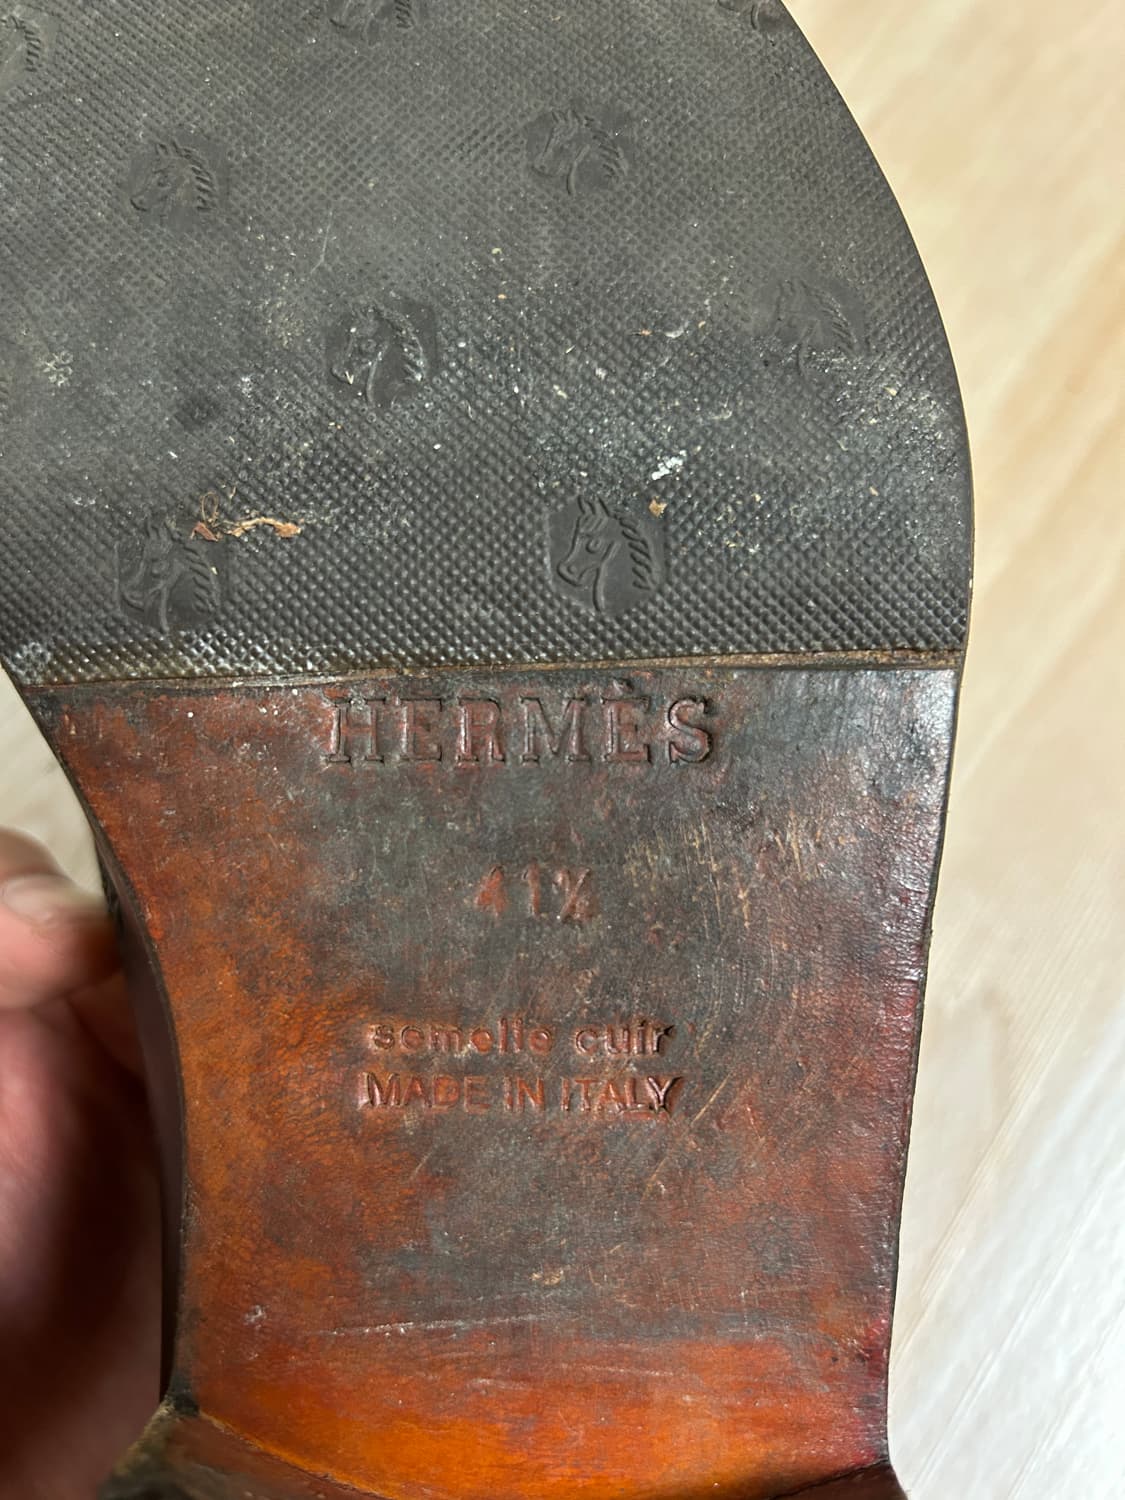 HERMÈS
41½
semelle cuir
MADE IN ITALY